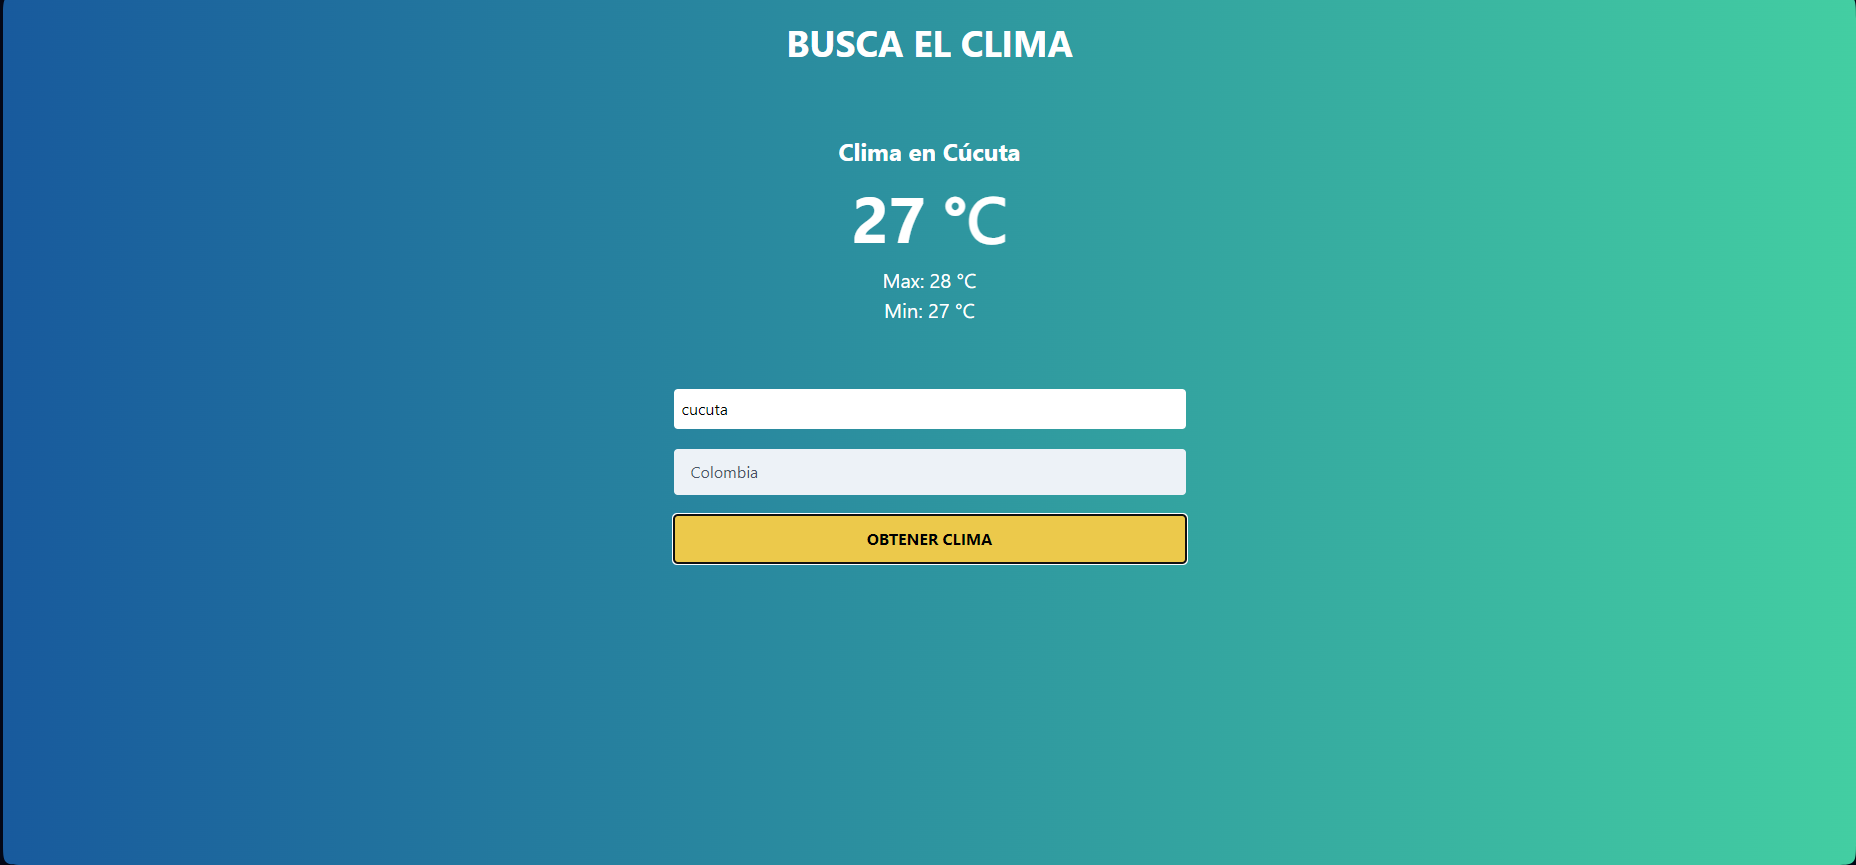 BUSCA EL CLIMA
Clima en Cúcuta
27 °C
Max: 28 °C
Min: 27 °C
cucuta
Colombia
OBTENER CLIMA